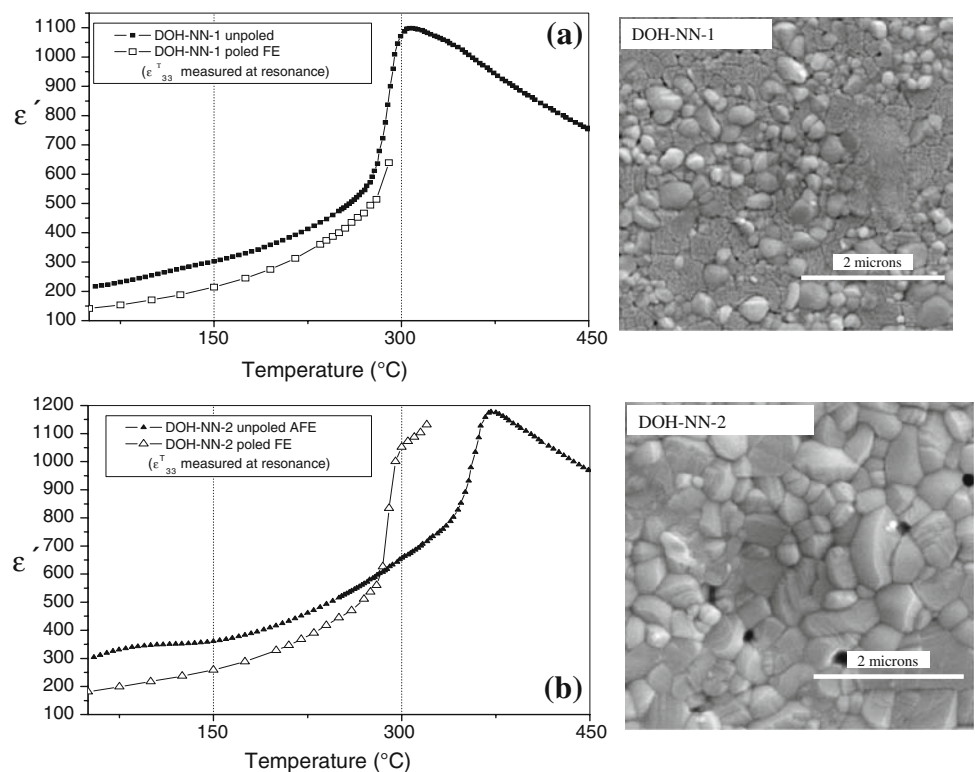 (a)
DOH-NN-1 unpoled
DOH-NN-1 poled FE
(ε^T_33 measured at resonance)
1100
1000
900
800
700
600
500
400
300
200
100
ε´
150
300
450
Temperature (°C)
DOH-NN-1
2 microns
DOH-NN-2 unpoled AFE
DOH-NN-2 poled FE
(ε^T_33 measured at resonance)
1200
1100
1000
900
800
700
600
500
400
300
200
100
ε´
(b)
150
300
450
Temperature (°C)
DOH-NN-2
2 microns